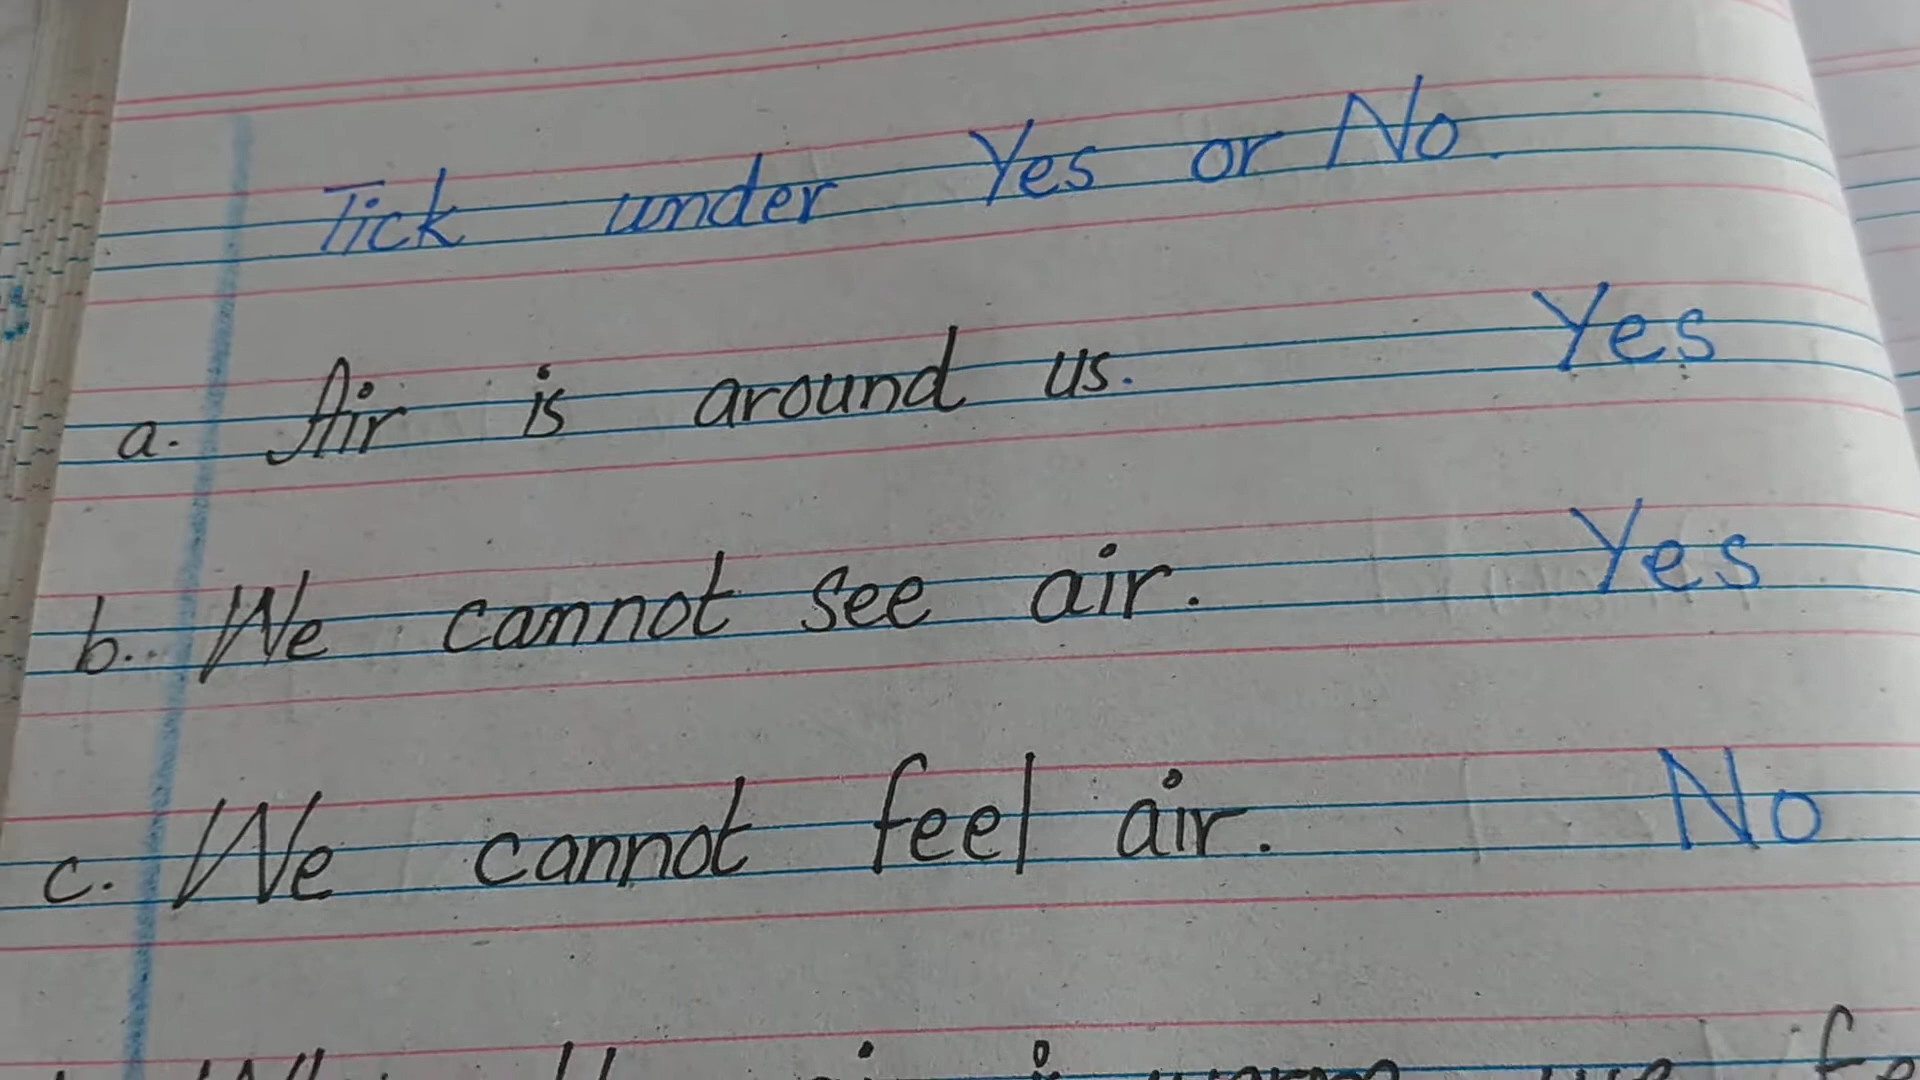 Tick under Yes or No
a. Air is around us. Yes
b. We cannot see air. Yes
c. We cannot feel air. No